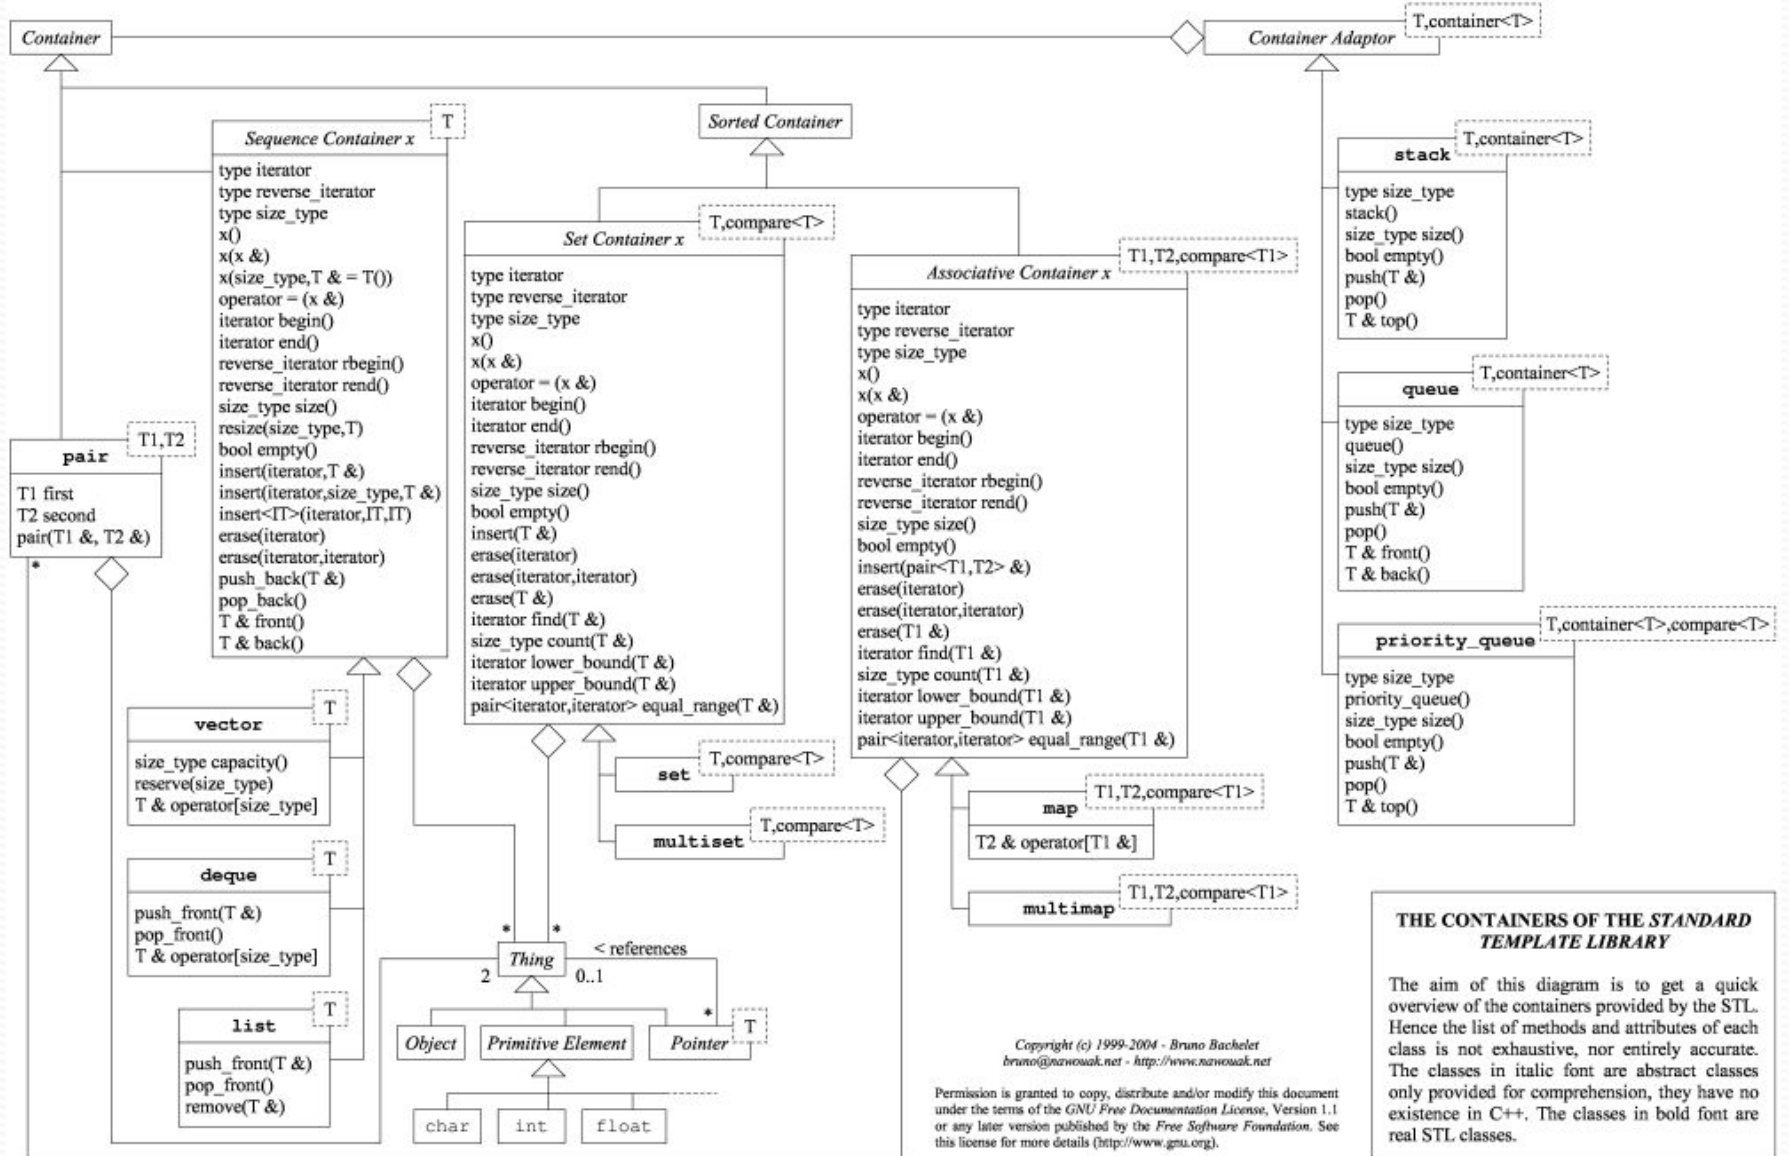 Container
Container Adaptor
T,container<T>
Sorted Container
Sequence Container x
T
type iterator
type reverse_iterator
type size_type
x()
x(x &)
x(size_type,T & = T())
operator = (x &)
iterator begin()
iterator end()
reverse_iterator rbegin()
reverse_iterator rend()
size_type size()
resize(size_type,T)
bool empty()
insert(iterator,T &)
insert(iterator,size_type,T &)
insert<IT>(iterator,IT,IT)
erase(iterator)
erase(iterator,iterator)
push_back(T &)
pop_back()
T & front()
T & back()
Set Container x
T,compare<T>
type iterator
type reverse_iterator
type size_type
x()
x(x &)
operator = (x &)
iterator begin()
iterator end()
reverse_iterator rbegin()
reverse_iterator rend()
size_type size()
bool empty()
insert(T &)
erase(iterator)
erase(iterator,iterator)
erase(T &)
iterator find(T &)
size_type count(T &)
iterator lower_bound(T &)
iterator upper_bound(T &)
pair<iterator,iterator> equal_range(T &)
Associative Container x
T1,T2,compare<T1>
type iterator
type reverse_iterator
type size_type
x()
x(x &)
operator = (x &)
iterator begin()
iterator end()
reverse_iterator rbegin()
reverse_iterator rend()
size_type size()
bool empty()
insert(pair<T1,T2> &)
erase(iterator)
erase(iterator,iterator)
erase(T1 &)
iterator find(T1 &)
size_type count(T1 &)
iterator lower_bound(T1 &)
iterator upper_bound(T1 &)
pair<iterator,iterator> equal_range(T1 &)
stack
T,container<T>
type size_type
stack()
size_type size()
bool empty()
push(T &)
pop()
T & top()
queue
T,container<T>
type size_type
queue()
size_type size()
bool empty()
push(T &)
pop()
T & front()
T & back()
priority_queue
T,container<T>,compare<T>
type size_type
priority_queue()
size_type size()
bool empty()
push(T &)
pop()
T & top()
pair
T1,T2
T1 first
T2 second
pair(T1 &, T2 &)
*
vector
T
size_type capacity()
reserve(size_type)
T & operator[size_type]
deque
T
push_front(T &)
pop_front()
T & operator[size_type]
list
T
push_front(T &)
pop_front()
remove(T &)
set
T,compare<T>
multiset
T,compare<T>
map
T1,T2,compare<T1>
T2 & operator[T1 &]
multimap
T1,T2,compare<T1>
* *
Thing
< references
2 0..1
*
Object
Primitive Element
Pointer
T
char
int
float
Copyright (c) 1999-2004 - Bruno Bachelet
bruno@nawouak.net - http://www.nawouak.net
Permission is granted to copy, distribute and/or modify this document
under the terms of the GNU Free Documentation License, Version 1.1
or any later version published by the Free Software Foundation. See
this license for more details (http://www.gnu.org).
THE CONTAINERS OF THE STANDARD
TEMPLATE LIBRARY
The aim of this diagram is to get a quick
overview of the containers provided by the STL.
Hence the list of methods and attributes of each
class is not exhaustive, nor entirely accurate.
The classes in italic font are abstract classes
only provided for comprehension, they have no
existence in C++. The classes in bold font are
real STL classes.